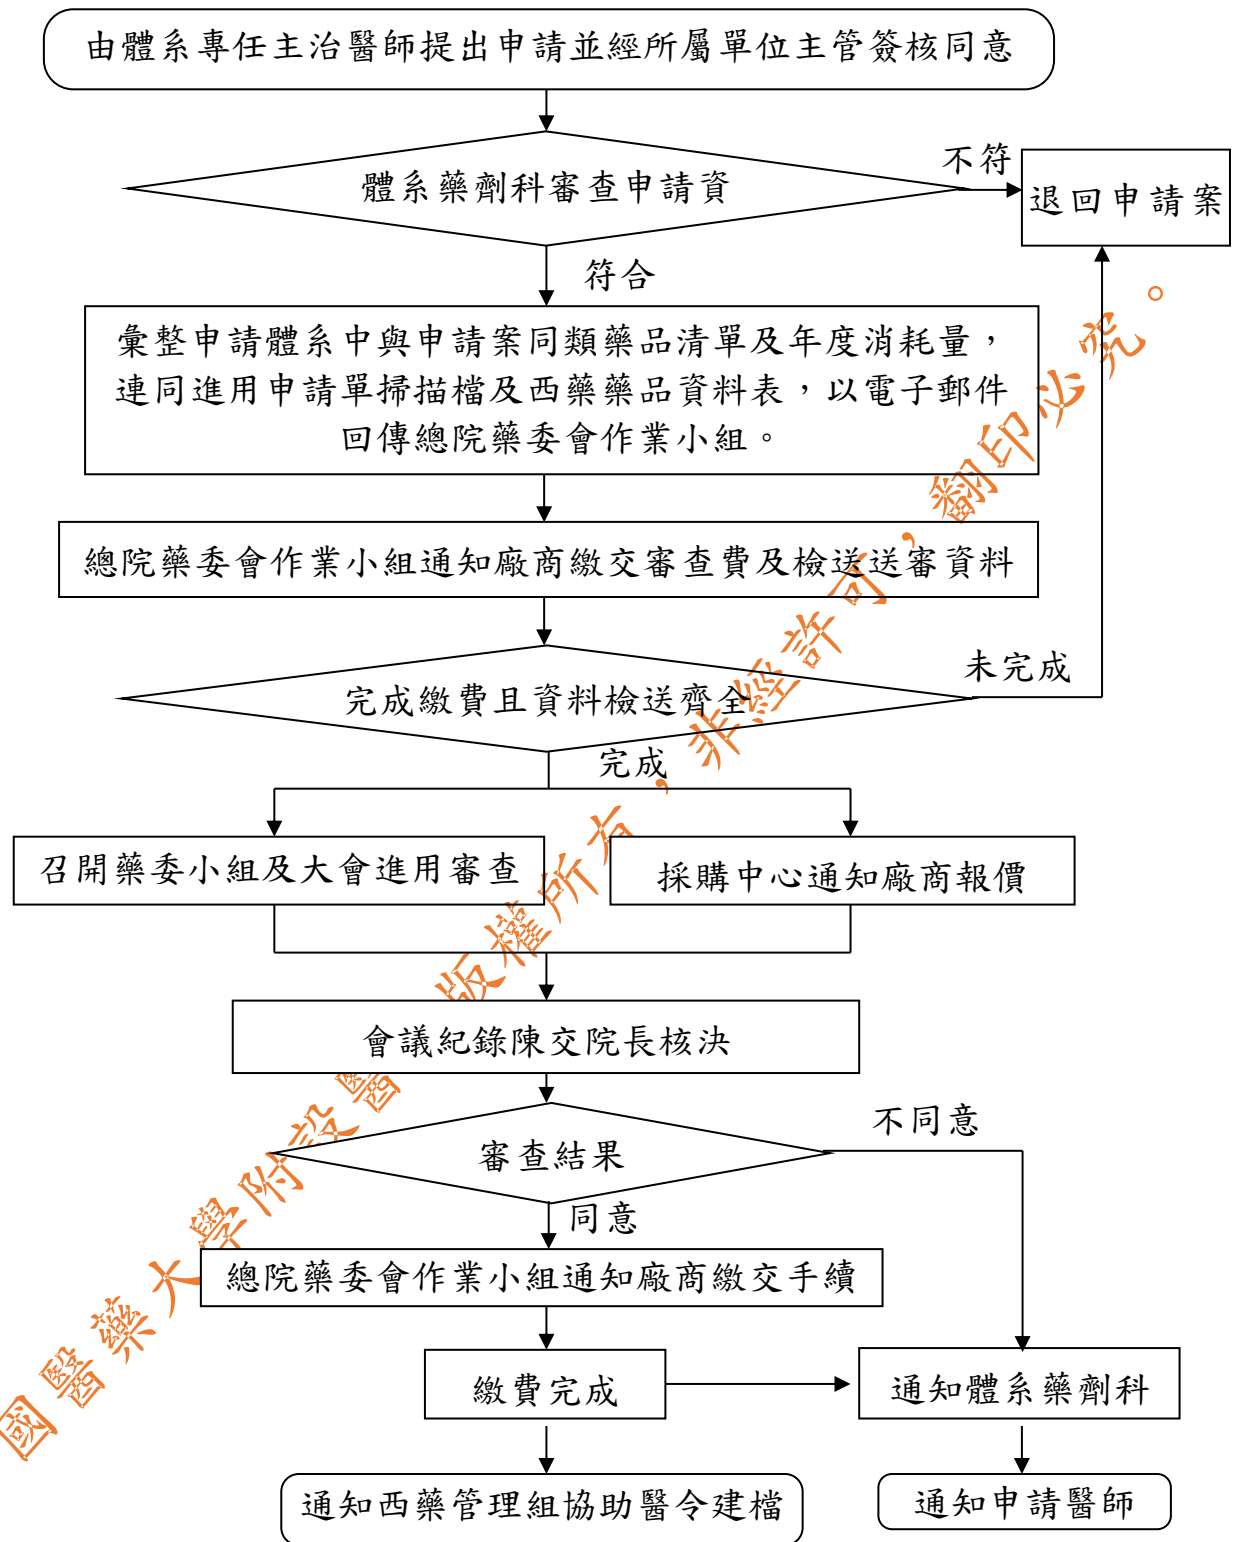 由體系專任主治醫師提出申請並經所屬單位主管簽核同意
體系藥劑科審查申請資
不符
退回申請案
符合
彙整申請體系中與申請案同類藥品清單及年度消耗量，
連同進用申請單掃描檔及西藥藥品資料表，以電子郵件
回傳總院藥委會作業小組。
總院藥委會作業小組通知廠商繳交審查費及檢送送審資料
完成繳費且資料檢送齊全
未完成
完成
召開藥委小組及大會進用審查
採購中心通知廠商報價
會議紀錄陳交院長核決
審查結果
不同意
同意
總院藥委會作業小組通知廠商繳交手續
繳費完成
通知體系藥劑科
通知西藥管理組協助醫令建檔
通知申請醫師
國醫藥大學附設醫 版權所有，非經許可，翻印必究。